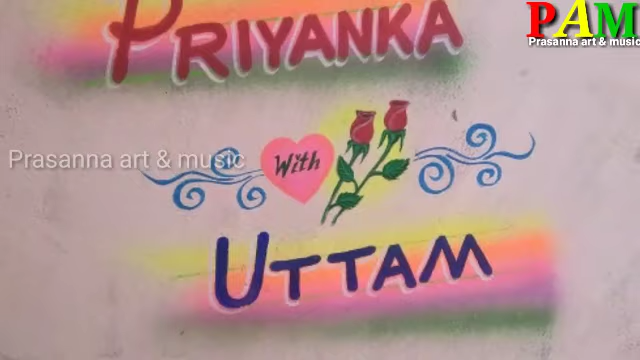 PRIYANKA
PAM
Prasanna art & music
Prasanna art & music
With
UTTAM